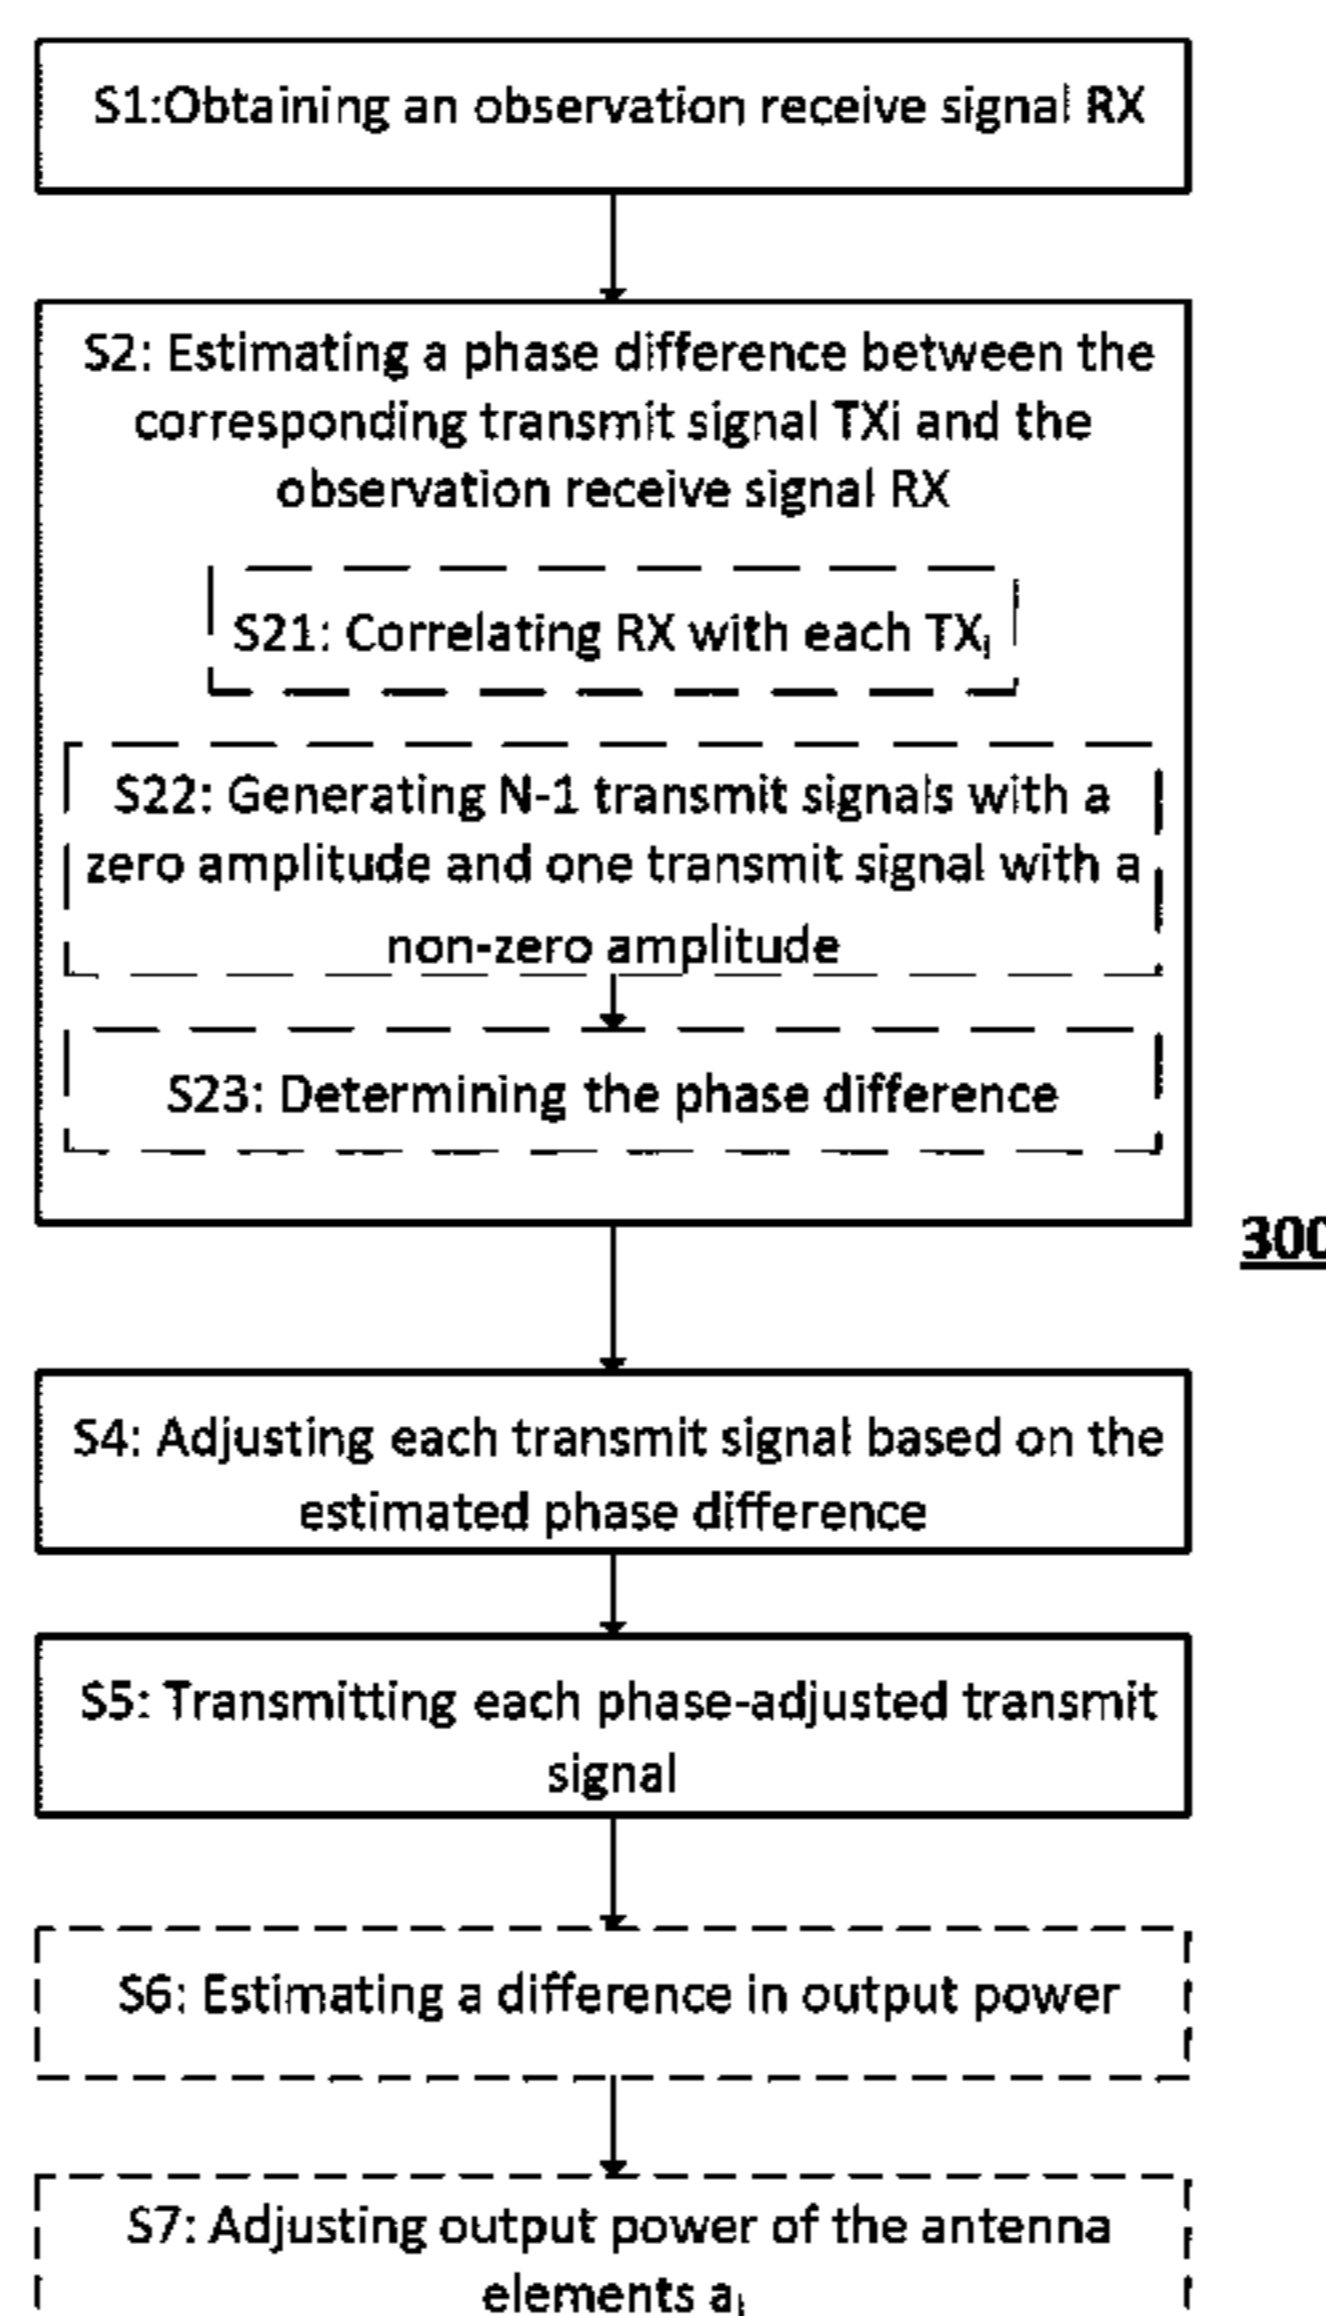 S1:Obtaining an observation receive signal RX
S2: Estimating a phase difference between the
corresponding transmit signal TXi and the
observation receive signal RX
S21: Correlating RX with each TXi
S22: Generating N-1 transmit signals with a
zero amplitude and one transmit signal with a
non-zero amplitude
S23: Determining the phase difference
300
S4: Adjusting each transmit signal based on the
estimated phase difference
S5: Transmitting each phase-adjusted transmit
signal
S6: Estimating a difference in output power
S7: Adjusting output power of the antenna
elements ai